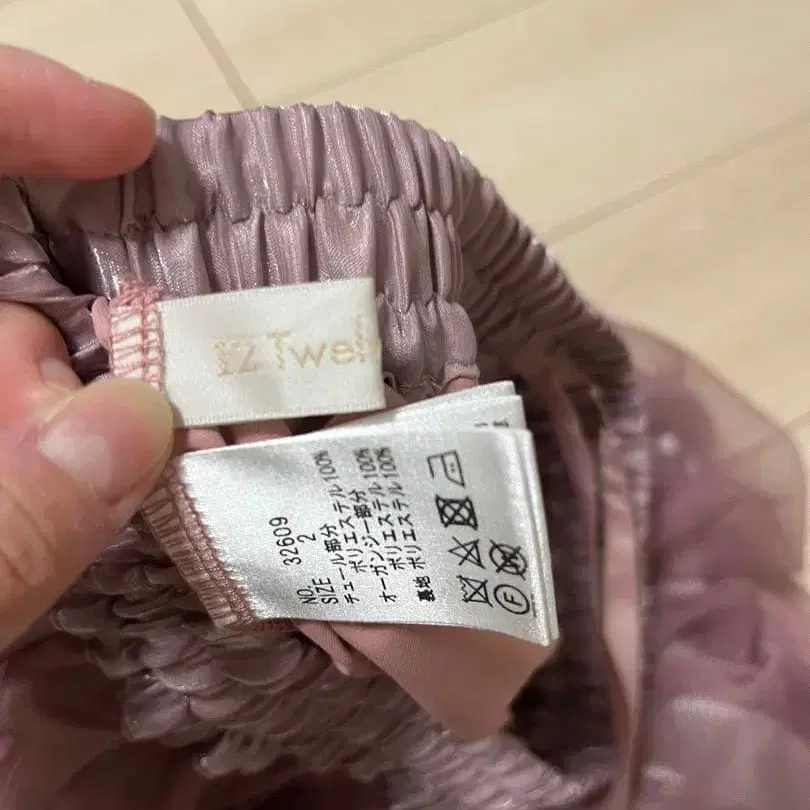 12 Twel
NO. 32609
SIZE 2
チュール部分
ポリエステル100%
オーガンジー部分
ポリエステル100%
裏地 ポリエステル100%
F